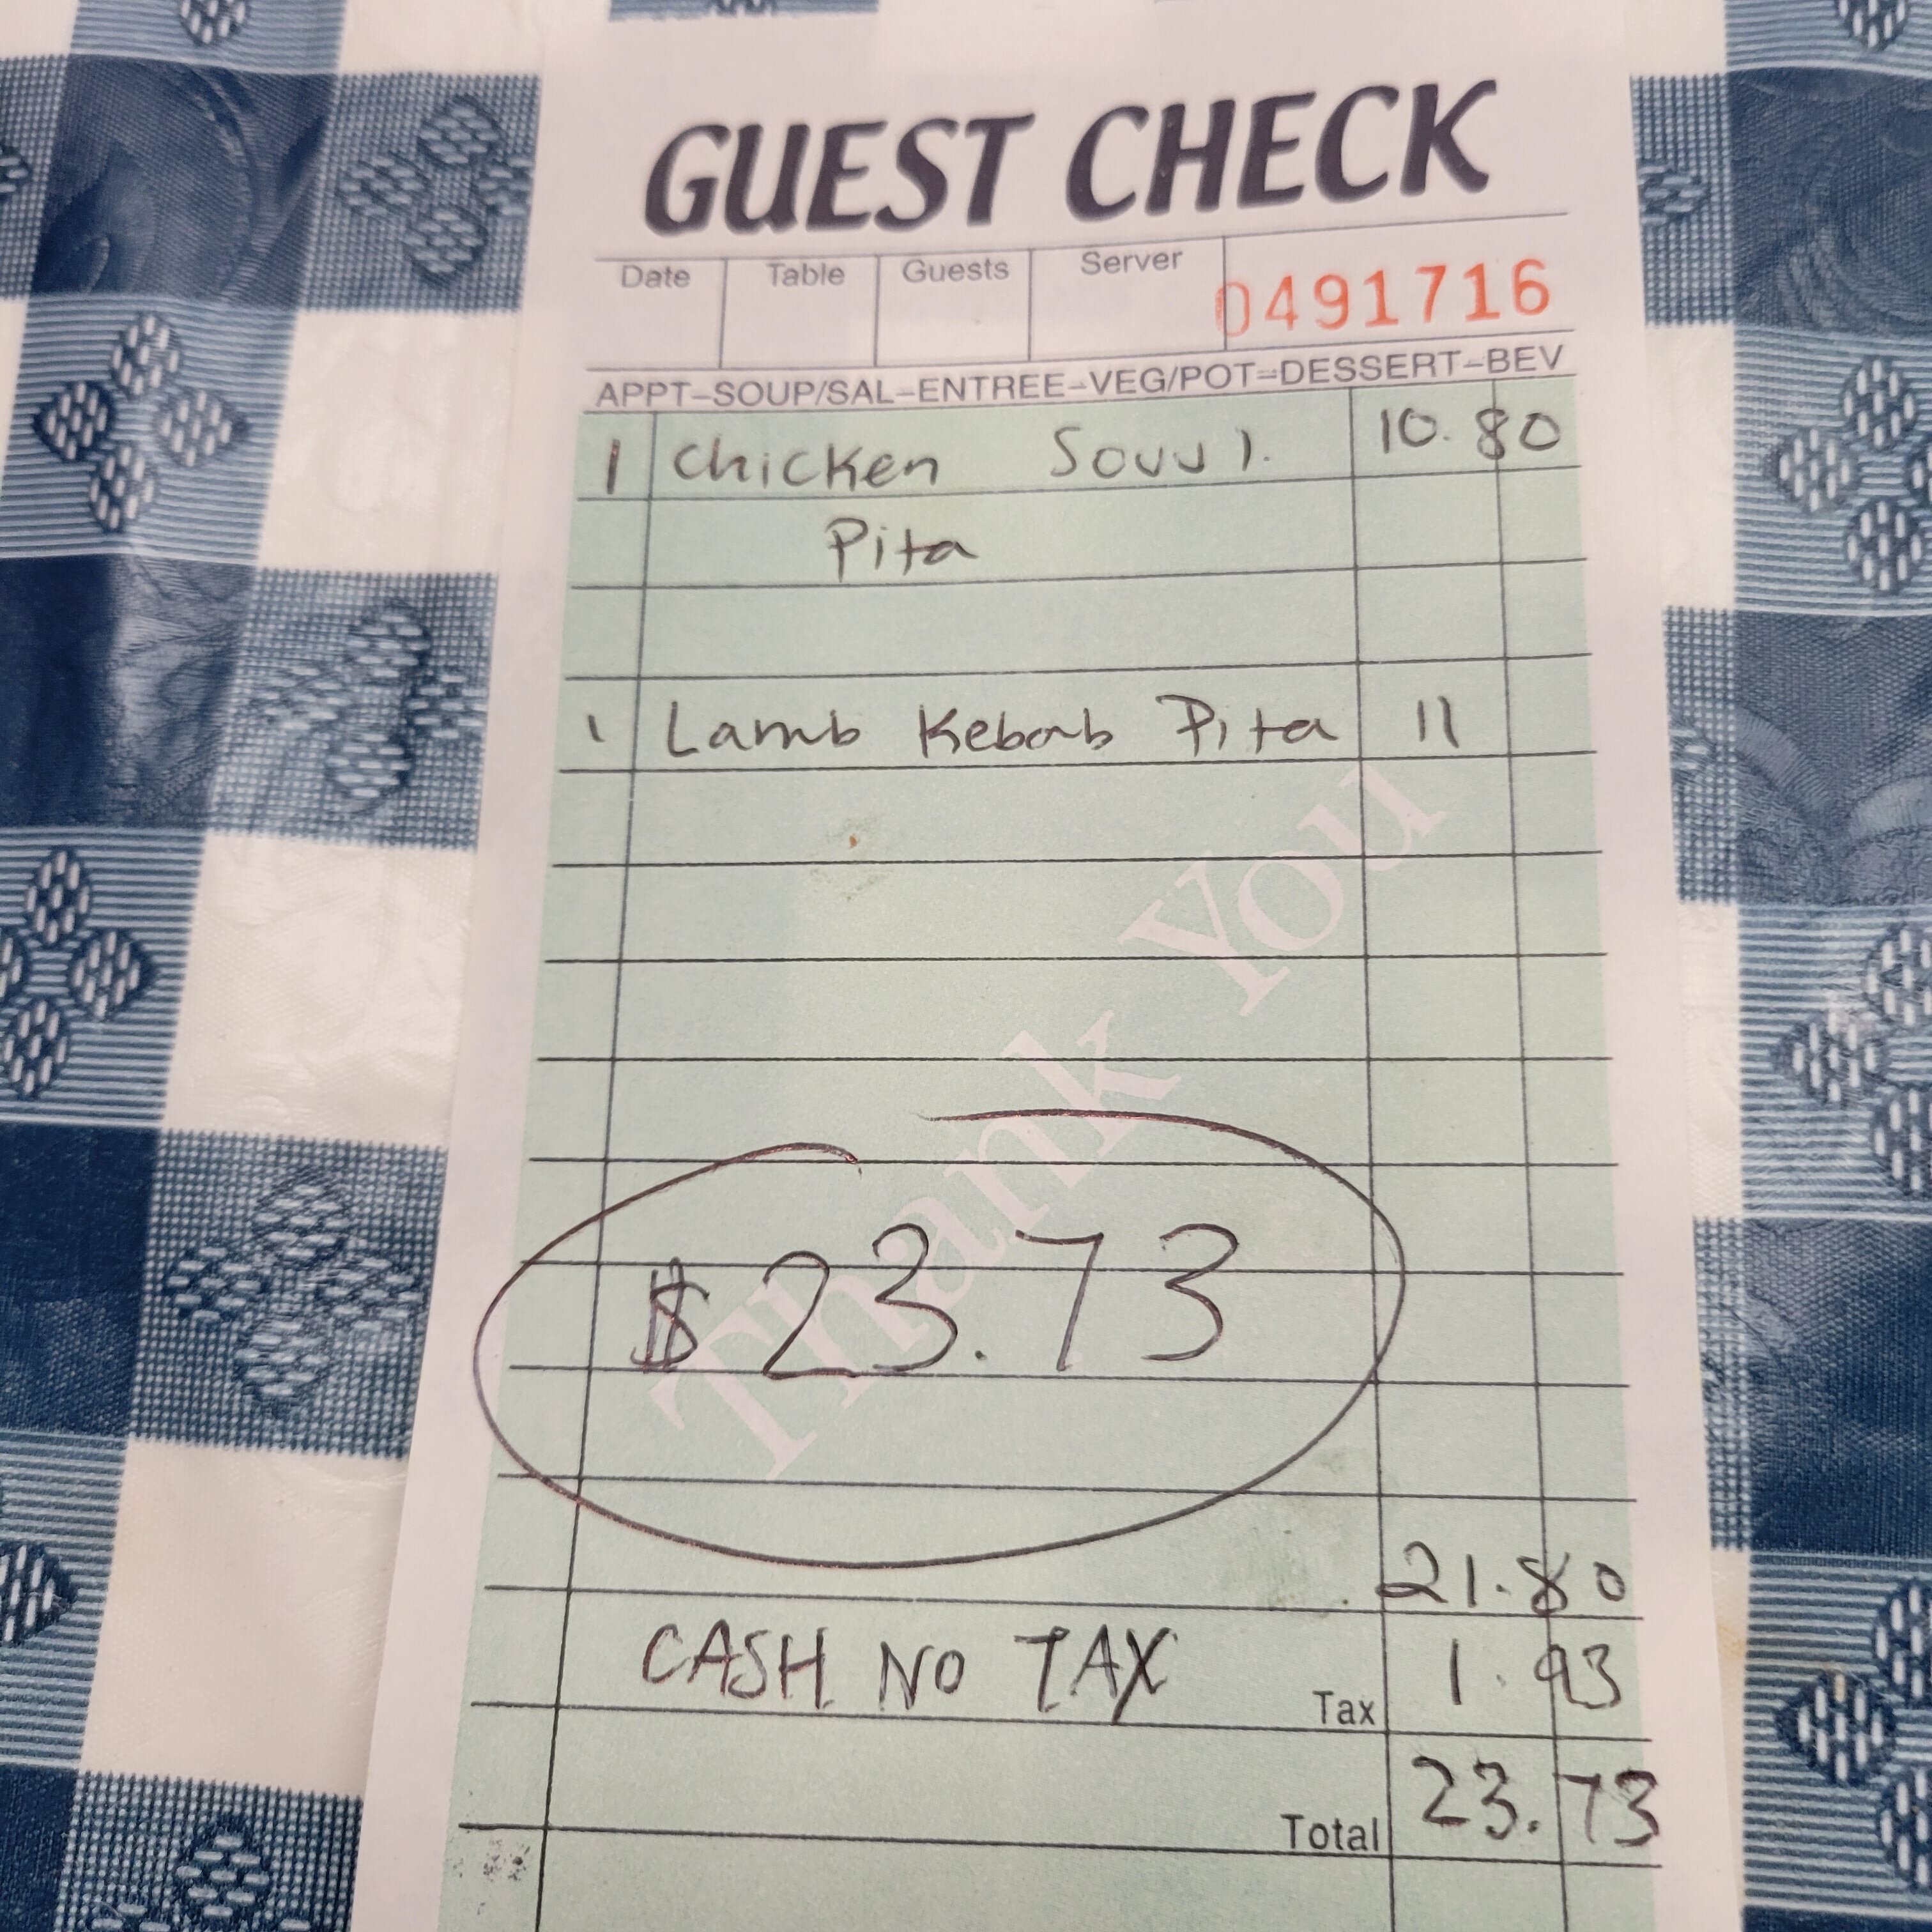 GUEST CHECK
Date Table Guests Server 0491716
APPT-SOUP/SAL-ENTREE-VEG/POT-DESSERT-BEV
1 chicken Souvl. 10.80
Pita
1 Lamb Kebab Pita 11
Thank You
$23.73
21.80
CASH NO TAX Tax 1.93
Total 23.73